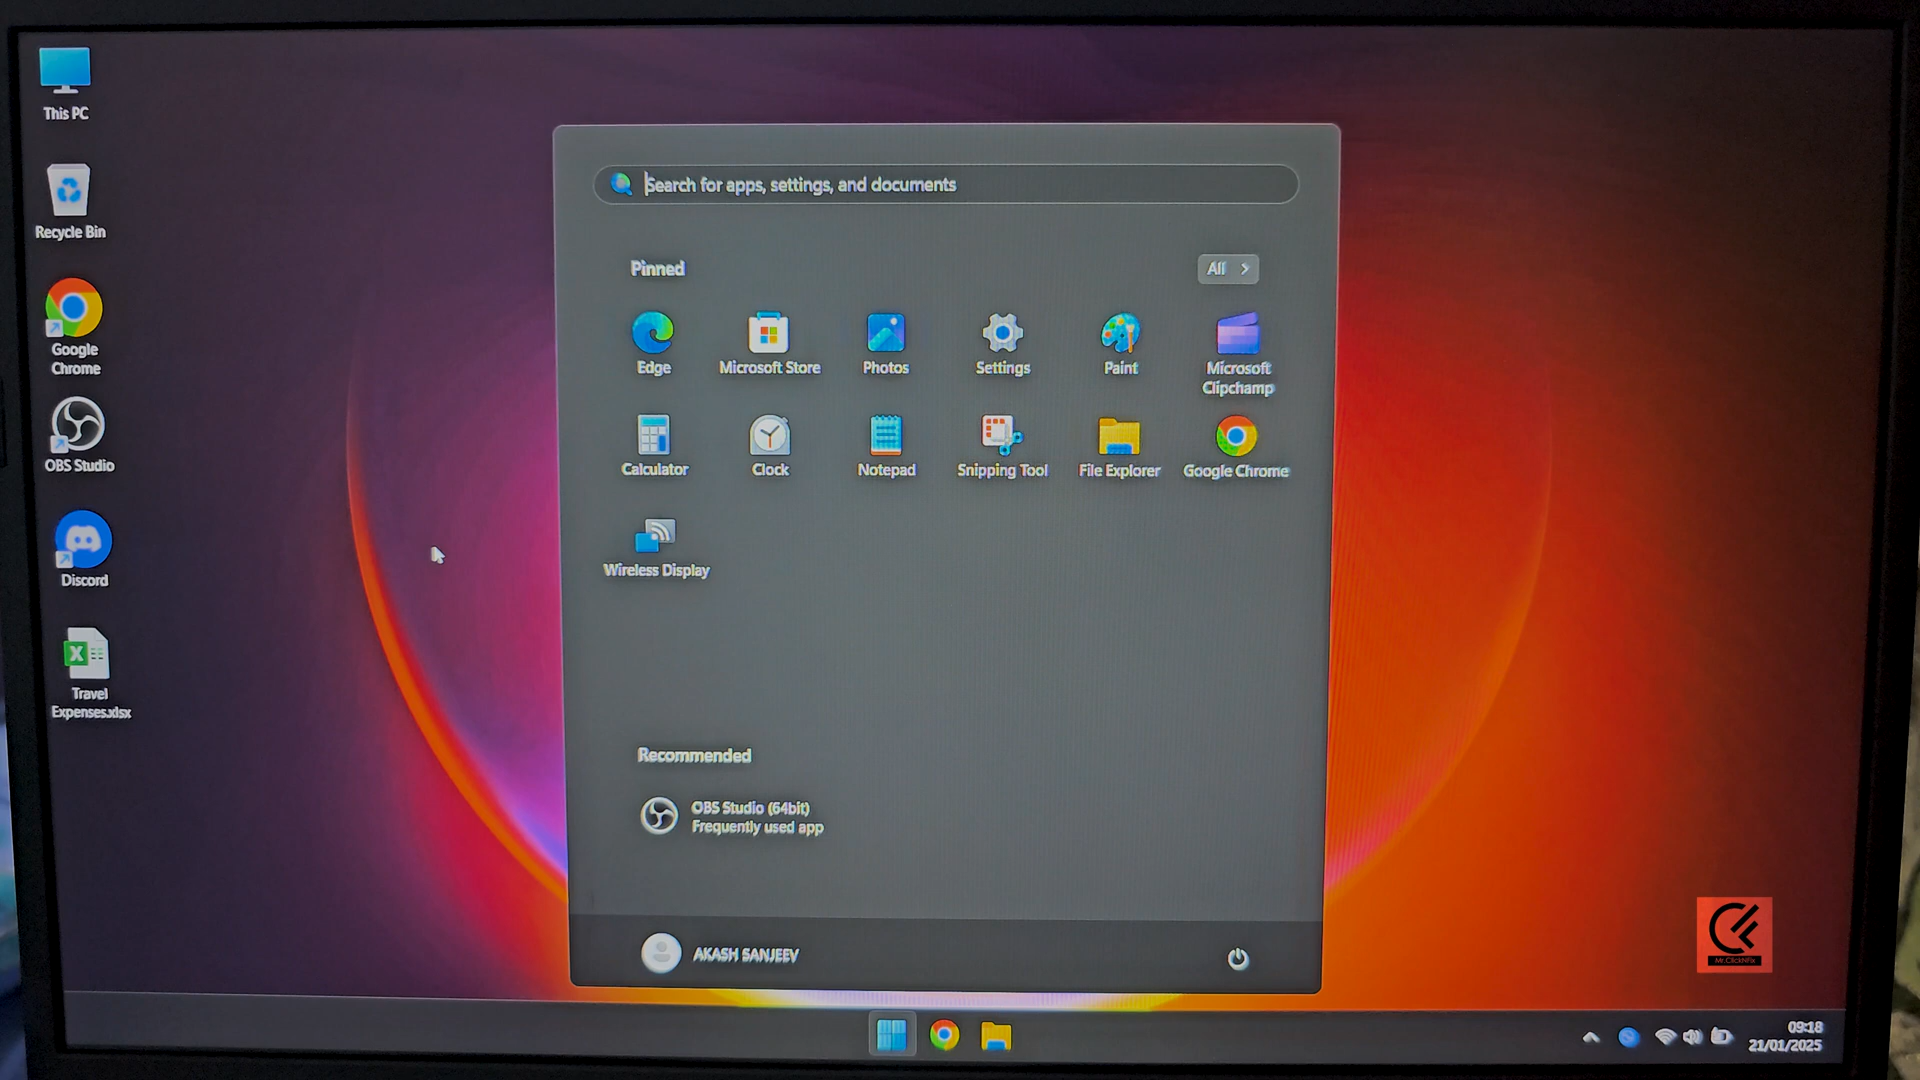 This PC
Recycle Bin
Google
Chrome
OBS Studio
Discord
Travel
Expenses.xlsx
Search for apps, settings, and documents
Pinned
All
Edge
Microsoft Store
Photos
Settings
Paint
Microsoft
Clipchamp
Calculator
Clock
Notepad
Snipping Tool
File Explorer
Google Chrome
Wireless Display
Recommended
OBS Studio (64bit)
Frequently used app
AKASH SANJEEV
Mr.ClickNFix
09:18
21/01/2025